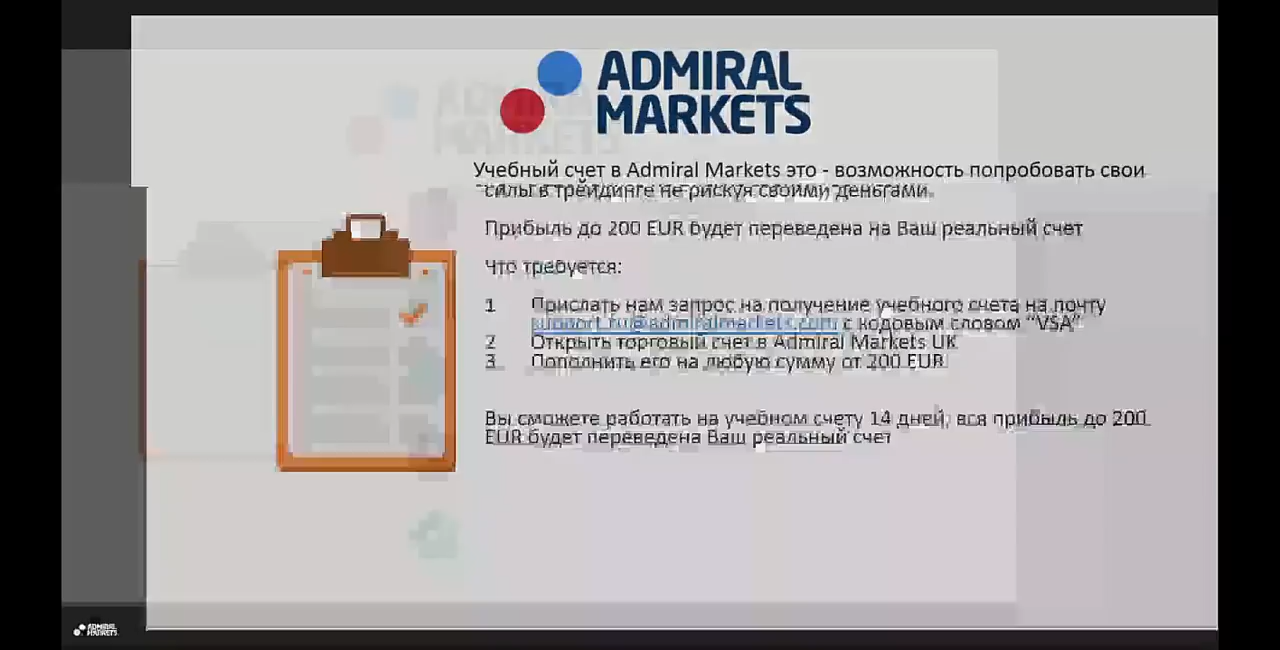 ADMIRAL
MARKETS
Учебный счет в Admiral Markets это - возможность попробовать свои
силы в трейдинге не рискуя своими деньгами.
Прибыль до 200 EUR будет переведена на Ваш реальный счет
Что требуется:
1 Прислать нам запрос на получение учебного счета на почту
support.ru@admiralmarkets.com с кодовым словом “VSA”
2 Открыть торговый счет в Admiral Markets UK
3 Пополнить его на любую сумму от 200 EUR
Вы сможете работать на учебном счету 14 дней, вся прибыль до 200
EUR будет переведена Ваш реальный счет
ADMIRAL
MARKETS